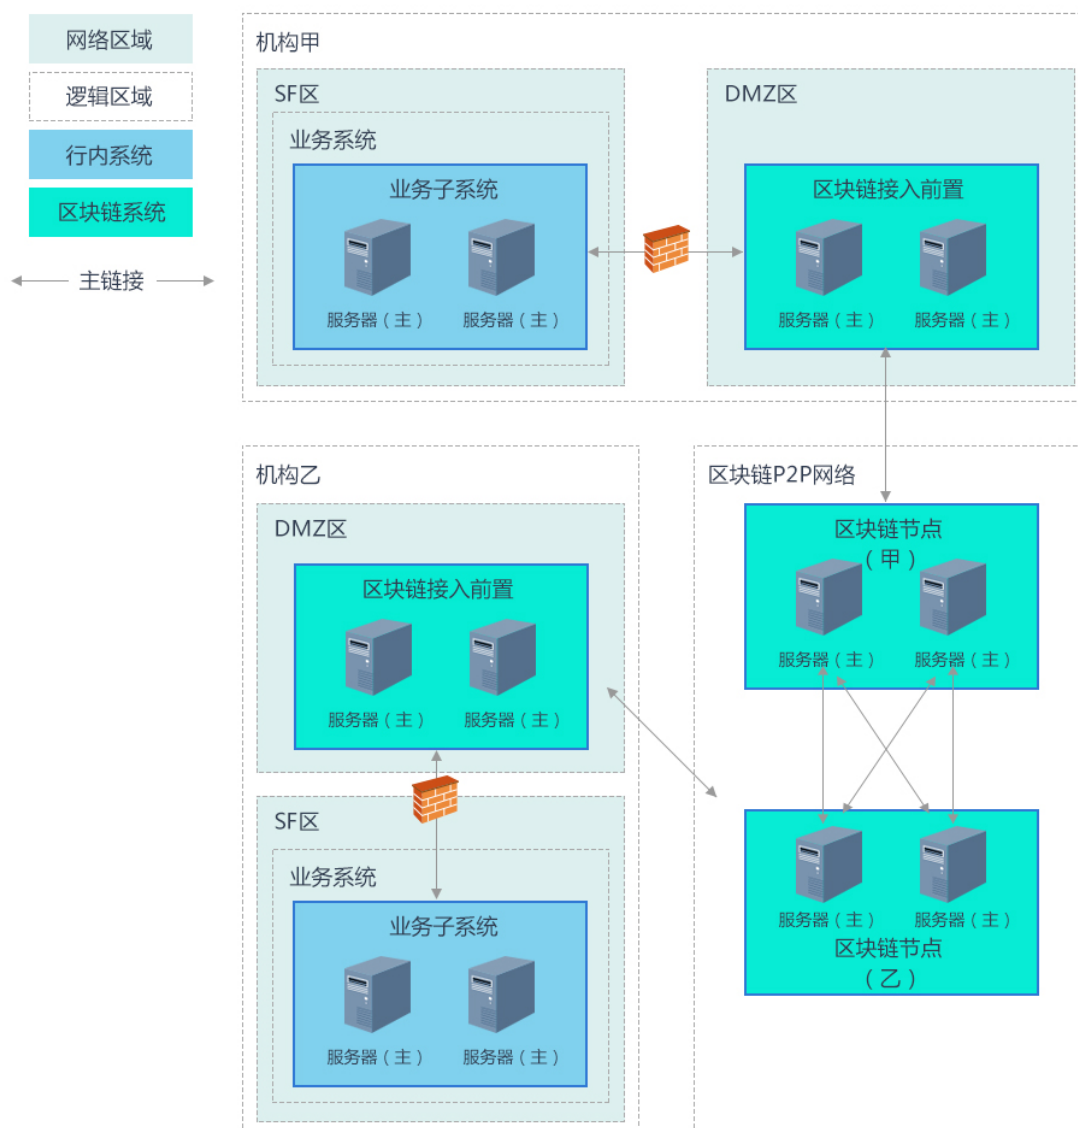 网络区域
逻辑区域
行内系统
区块链系统
主链接
机构甲
SF区
业务系统
业务子系统
服务器（主） 服务器（主）
DMZ区
区块链接入前置
服务器（主） 服务器（主）
机构乙
DMZ区
区块链接入前置
服务器（主） 服务器（主）
SF区
业务系统
业务子系统
服务器（主） 服务器（主）
区块链P2P网络
区块链节点
（甲）
服务器（主） 服务器（主）
服务器（主） 服务器（主）
区块链节点
（乙）